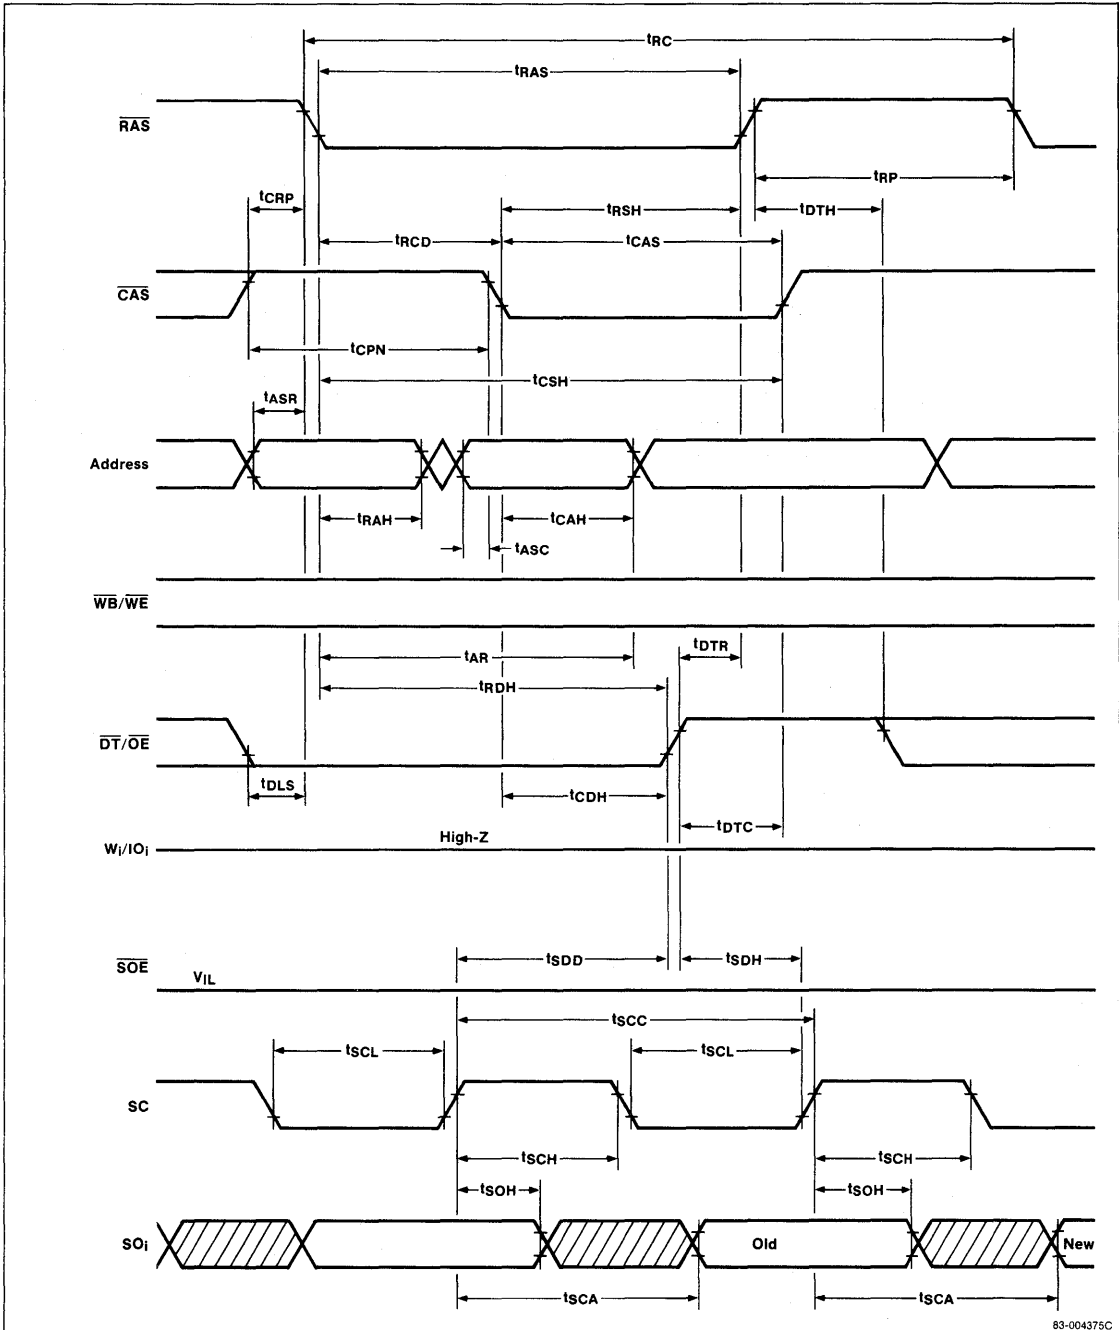 tRC
tRAS
RAS
tRP
tCRP
tRSH
tDTH
tRCD
tCAS
CAS
tCPN
tCSH
tASR
Address
tRAH
tCAH
tASC
WB/WE
tDTR
tAR
tRDH
DT/OE
tDLS
tCDH
tDTC
High-Z
Wi/IOi
tSDD
tSDH
SOE
VIL
tSCC
tSCL
tSCL
SC
tSCH
tSCH
tSOH
tSOH
SOi
Old
New
tSCA
tSCA
83-004375C